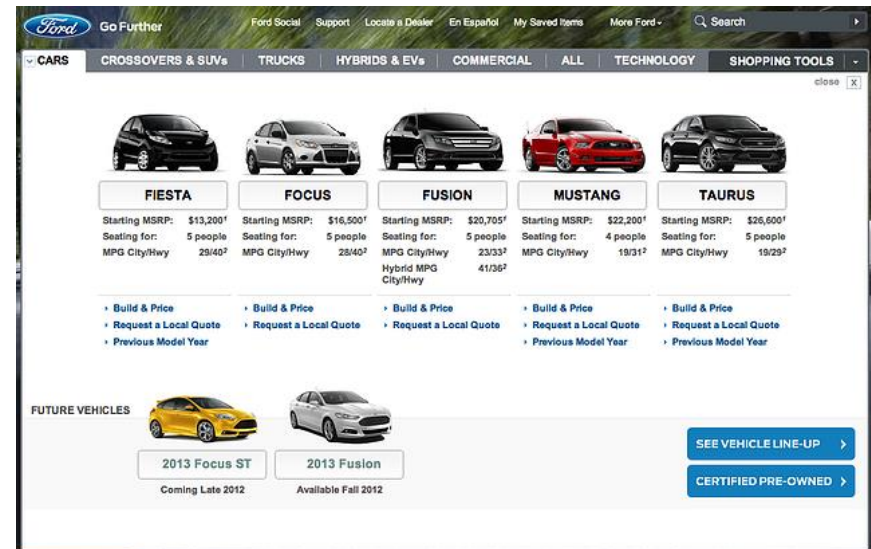 Ford Go Further
Ford Social Support Locate a Dealer En Español My Saved Items More Ford Search
CARS CROSSOVERS & SUVs TRUCKS HYBRIDS & EVs COMMERCIAL ALL TECHNOLOGY SHOPPING TOOLS
close X
FIESTA FOCUS FUSION MUSTANG TAURUS
Starting MSRP: $13,200¹ Starting MSRP: $16,500¹ Starting MSRP: $20,705¹ Starting MSRP: $22,200¹ Starting MSRP: $26,600¹
Seating for: 5 people Seating for: 5 people Seating for: 5 people Seating for: 4 people Seating for: 5 people
MPG City/Hwy 29/40² MPG City/Hwy 28/40² MPG City/Hwy 23/33² MPG City/Hwy 19/31² MPG City/Hwy 19/29²
Hybrid MPG 41/36²
City/Hwy
Build & Price Build & Price Build & Price Build & Price Build & Price
Request a Local Quote Request a Local Quote Request a Local Quote Request a Local Quote Request a Local Quote
Previous Model Year Previous Model Year Previous Model Year
FUTURE VEHICLES
2013 Focus ST 2013 Fusion
Coming Late 2012 Available Fall 2012
SEE VEHICLE LINE-UP
CERTIFIED PRE-OWNED